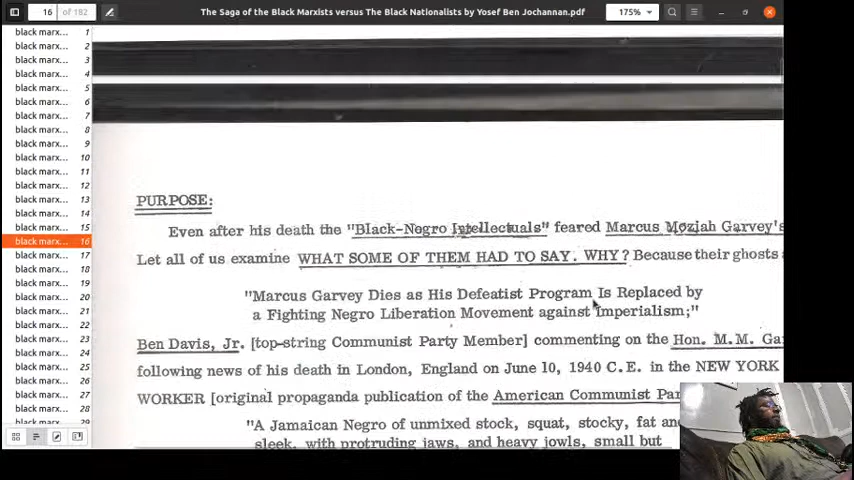 16 of 182
The Saga of the Black Marxists versus The Black Nationalists by Yosef Ben Jochannan.pdf
175%
black marx... 1
black marx... 2
black marx... 3
black marx... 4
black marx... 5
black marx... 6
black marx... 7
black marx... 8
black marx... 9
black marx... 10
black marx... 11
black marx... 12
black marx... 13
black marx... 14
black marx... 15
black marx... 16
black marx... 17
black marx... 18
black marx... 19
black marx... 20
black marx... 21
black marx... 22
black marx... 23
black marx... 24
black marx... 25
black marx... 26
black marx... 27
black marx... 28
black marx... 29
PURPOSE:
Even after his death the "Black-Negro Intellectuals" feared Marcus Moziah Garvey's
Let all of us examine WHAT SOME OF THEM HAD TO SAY. WHY? Because their ghosts
"Marcus Garvey Dies as His Defeatist Program Is Replaced by
a Fighting Negro Liberation Movement against Imperialism;"
Ben Davis, Jr. [top-string Communist Party Member] commenting on the Hon. M.M. Ga
following news of his death in London, England on June 10, 1940 C.E. in the NEW YORK
WORKER [original propaganda publication of the American Communist Par
"A Jamaican Negro of unmixed stock, squat, stocky, fat an
sleek, with protruding jaws, and heavy jowls, small but